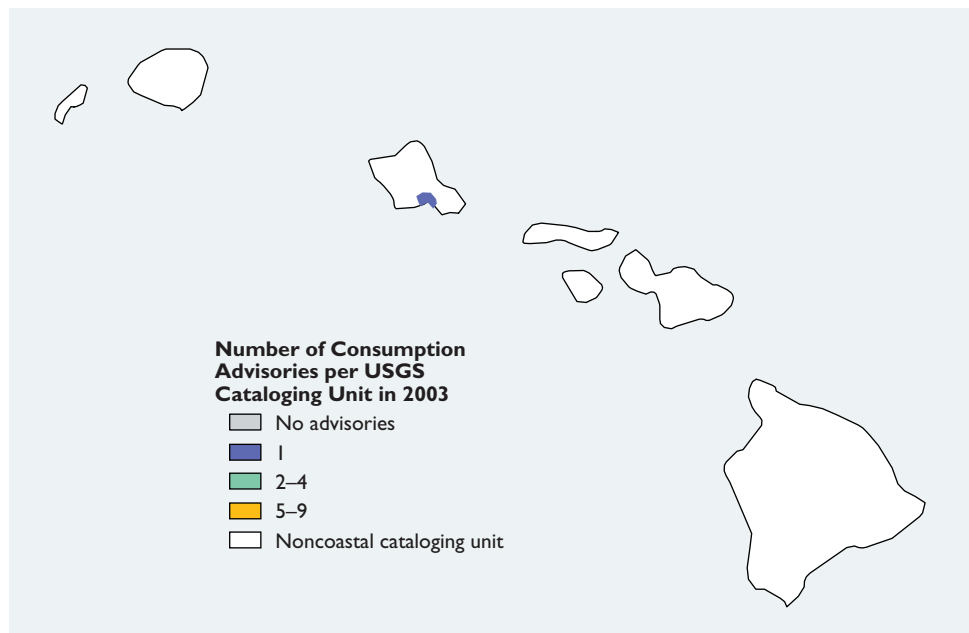 Number of Consumption
Advisories per USGS
Cataloging Unit in 2003
No advisories
1
2–4
5–9
Noncoastal cataloging unit